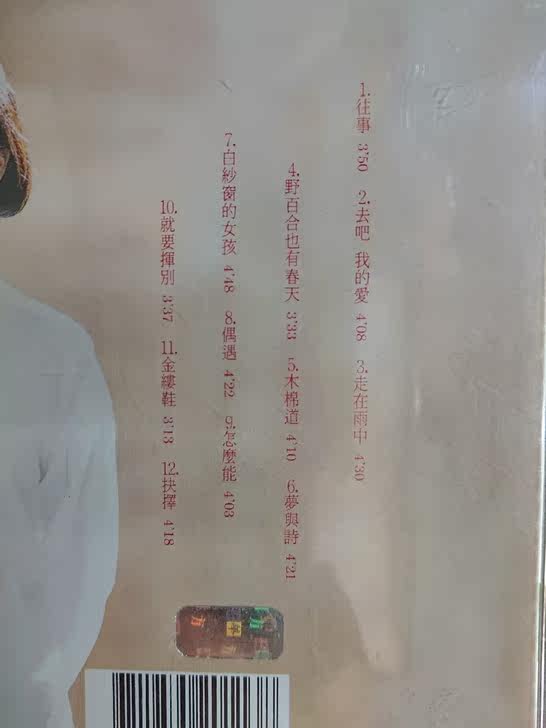 1.往事 3'50 2.去吧 我的愛 4'08 3.走在雨中 4'30
4.野百合也有春天 3'33 5.木棉道 4'10 6.夢與詩 4'21
7.白紗窗的女孩 4'48 8.偶遇 4'22 9.怎麼能 4'03
10.就要揮別 3'37 11.金縷鞋 3'13 12.抉擇 4'18